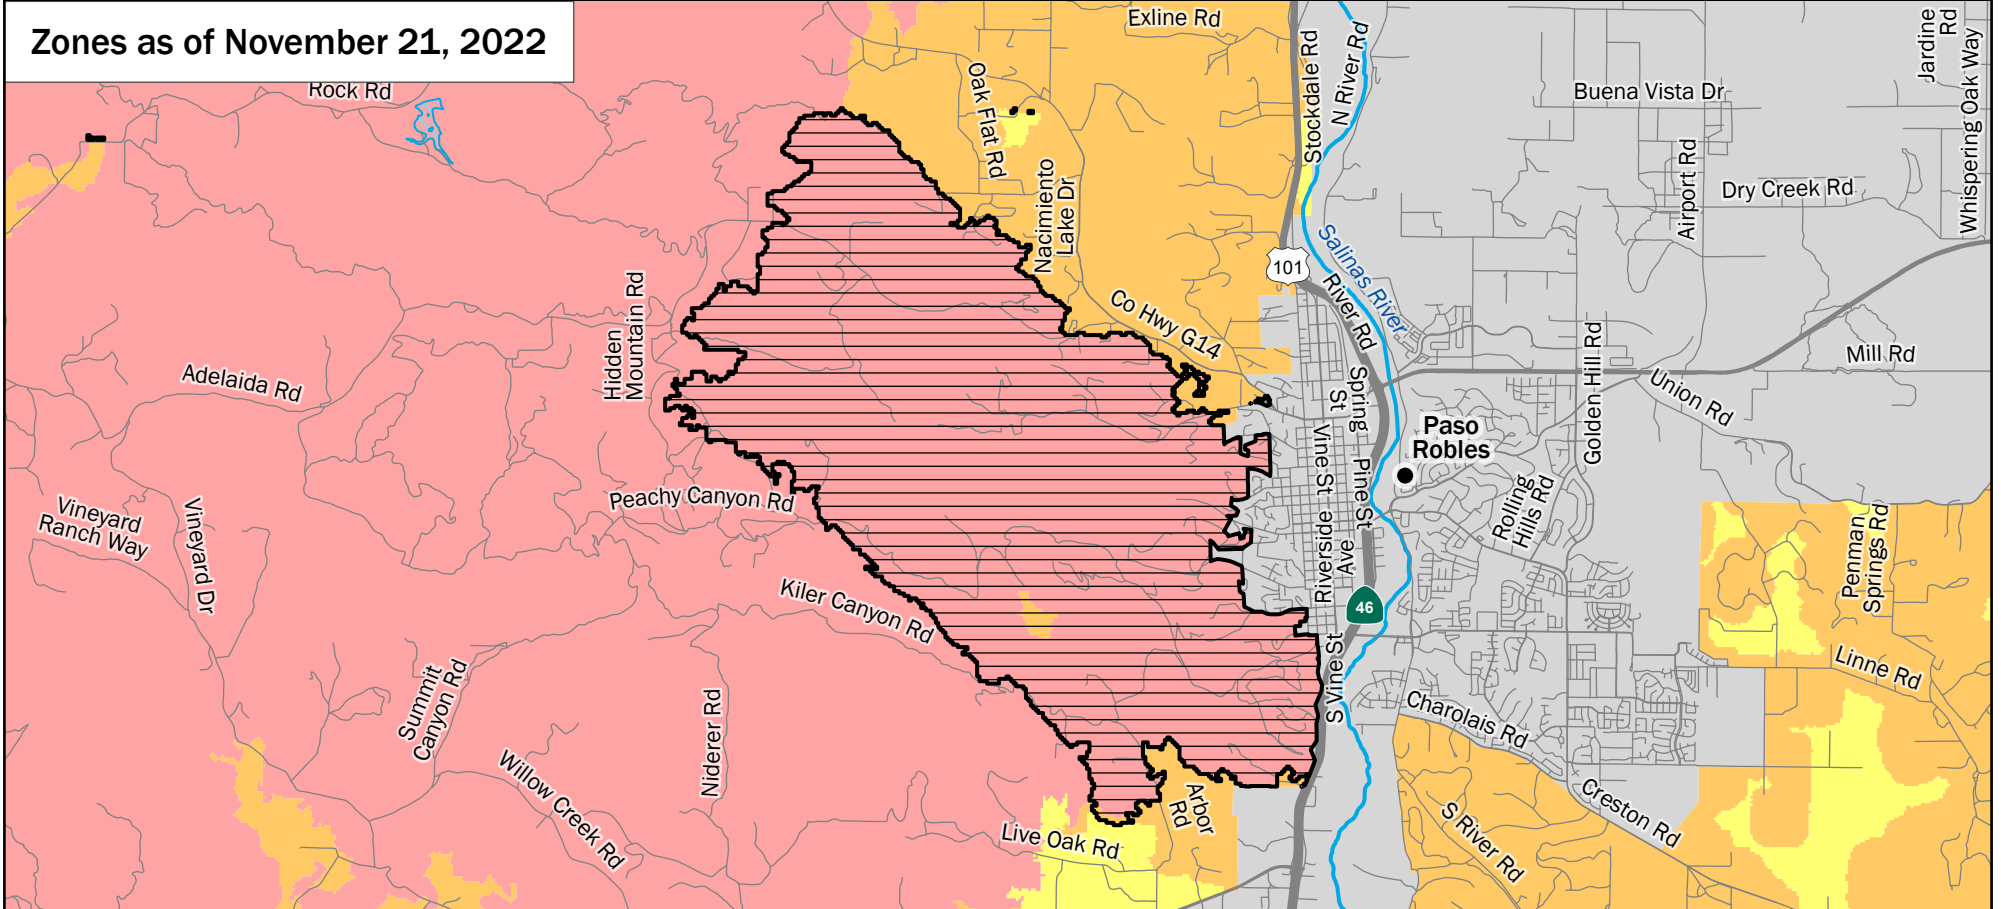 Zones as of November 21, 2022
Exline Rd
Stockdale Rd
N River Rd
Jardine
Rd
Whispering Oak Way
Rock Rd
Oak Flat Rd
Buena Vista Dr
Airport Rd
Dry Creek Rd
Nacimiento
Lake Dr
101
Salinas River
River Rd
Hidden
Mountain Rd
Co Hwy G14
Golden Hill Rd
Mill Rd
Adelaida Rd
Spring
St
Union Rd
Paso
Robles
Vine St
Pine St
Peachy Canyon Rd
Vineyard
Ranch Way
Vineyard Dr
Rolling
Hills Rd
Penman
Springs Rd
Riverside
Ave
Kiler Canyon Rd
46
S Vine St
Linne Rd
Summit
Canyon Rd
Niderer Rd
Charolais Rd
Willow Creek Rd
Arbor
Rd
Creston Rd
Live Oak Rd
S River Rd